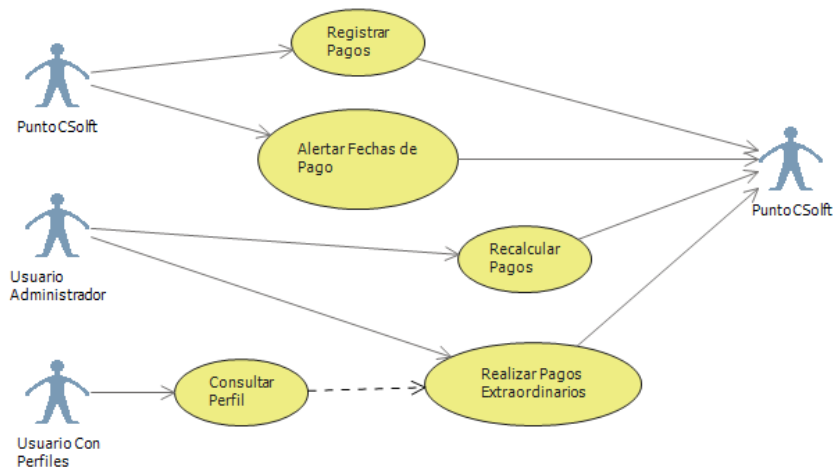 Registrar
Pagos
PuntoCSolft
Alertar Fechas de
Pago
PuntoCSolft
Usuario
Administrador
Recalcular
Pagos
Consultar
Perfil
Realizar Pagos
Extraordinarios
Usuario Con
Perfiles